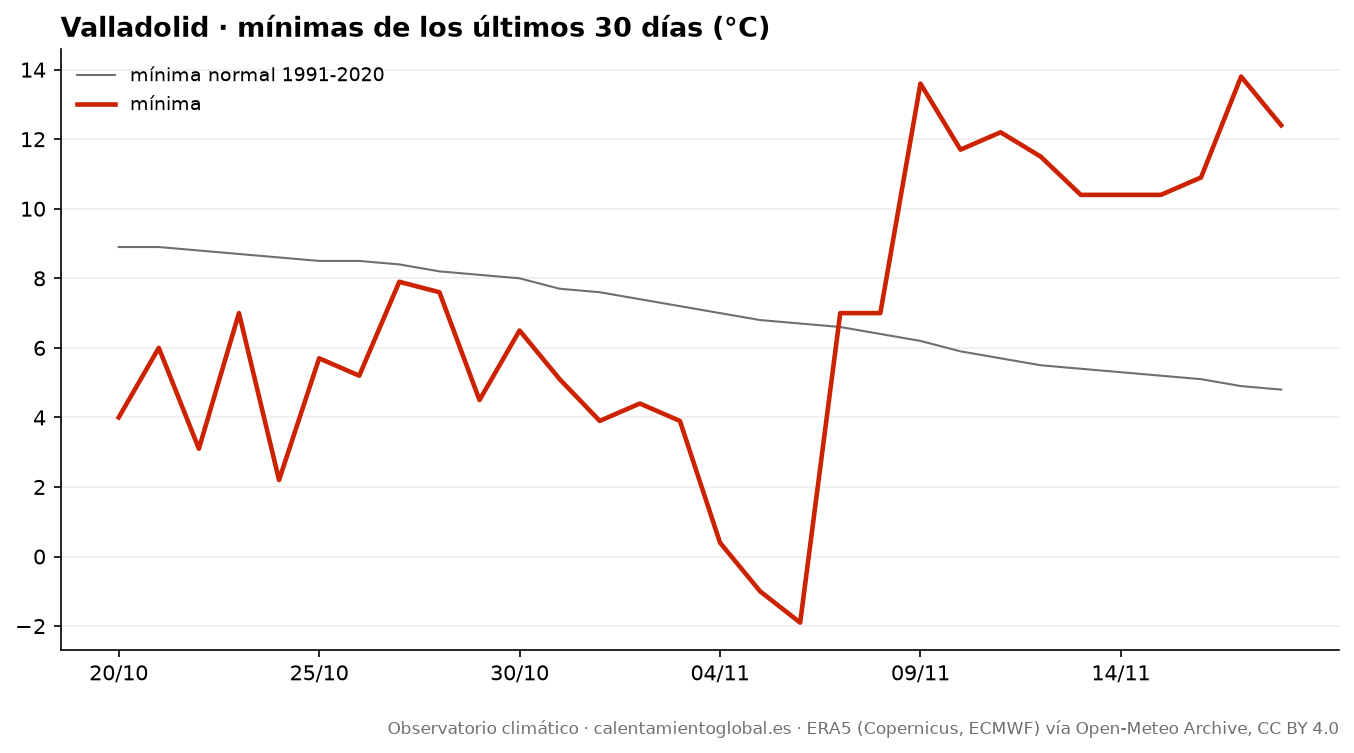 Valladolid · mínimas de los últimos 30 días (°C)
mínima normal 1991-2020
mínima
14
12
10
8
6
4
2
0
−2
20/10 25/10 30/10 04/11 09/11 14/11
Observatorio climático · calentamientoglobal.es · ERA5 (Copernicus, ECMWF) vía Open-Meteo Archive, CC BY 4.0